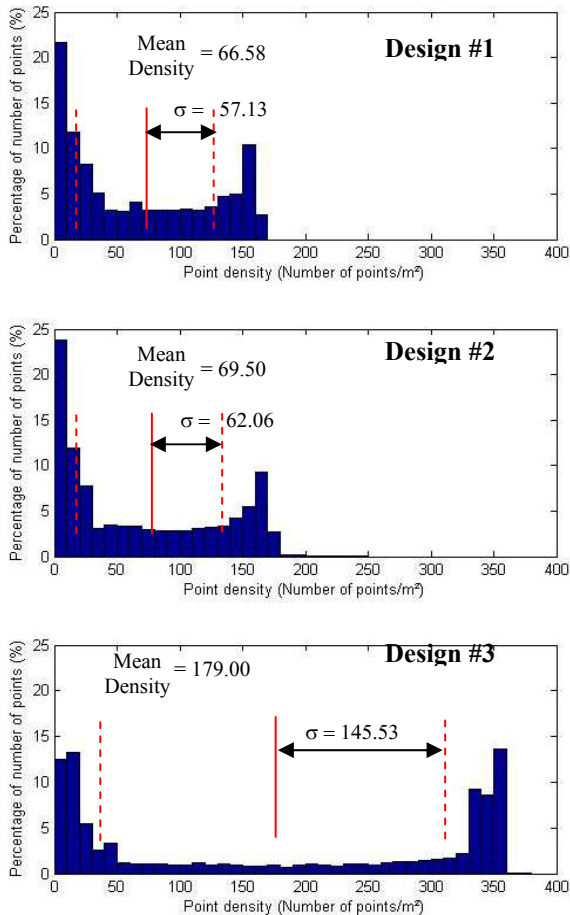 25
20
15
10
5
0
Percentage of number of points (%)
Mean
Density = 66.58
Design #1
σ = 57.13
0 50 100 150 200 250 300 350 400
Point density (Number of points/m²)
25
20
15
10
5
0
Percentage of number of points (%)
Mean
Density = 69.50
Design #2
σ = 62.06
0 50 100 150 200 250 300 350 400
Point density (Number of points/m²)
25
20
15
10
5
0
Percentage of number of points (%)
Mean
Density = 179.00
Design #3
σ = 145.53
0 50 100 150 200 250 300 350 400
Point density (Number of points/m²)